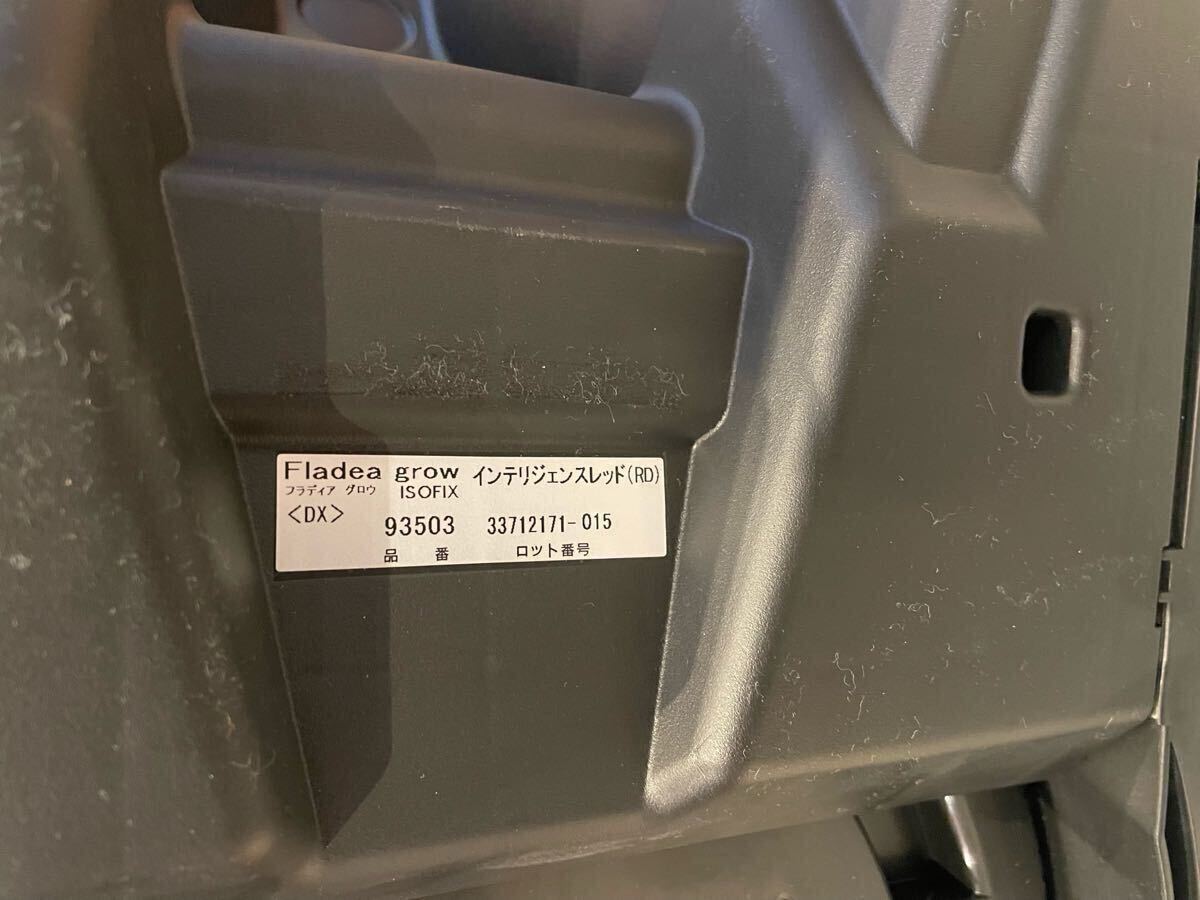 Fladea grow インテリジェンスレッド(RD)
フラディア グロウ ISOFIX
<DX> 93503 33712171-015
品番 ロット番号